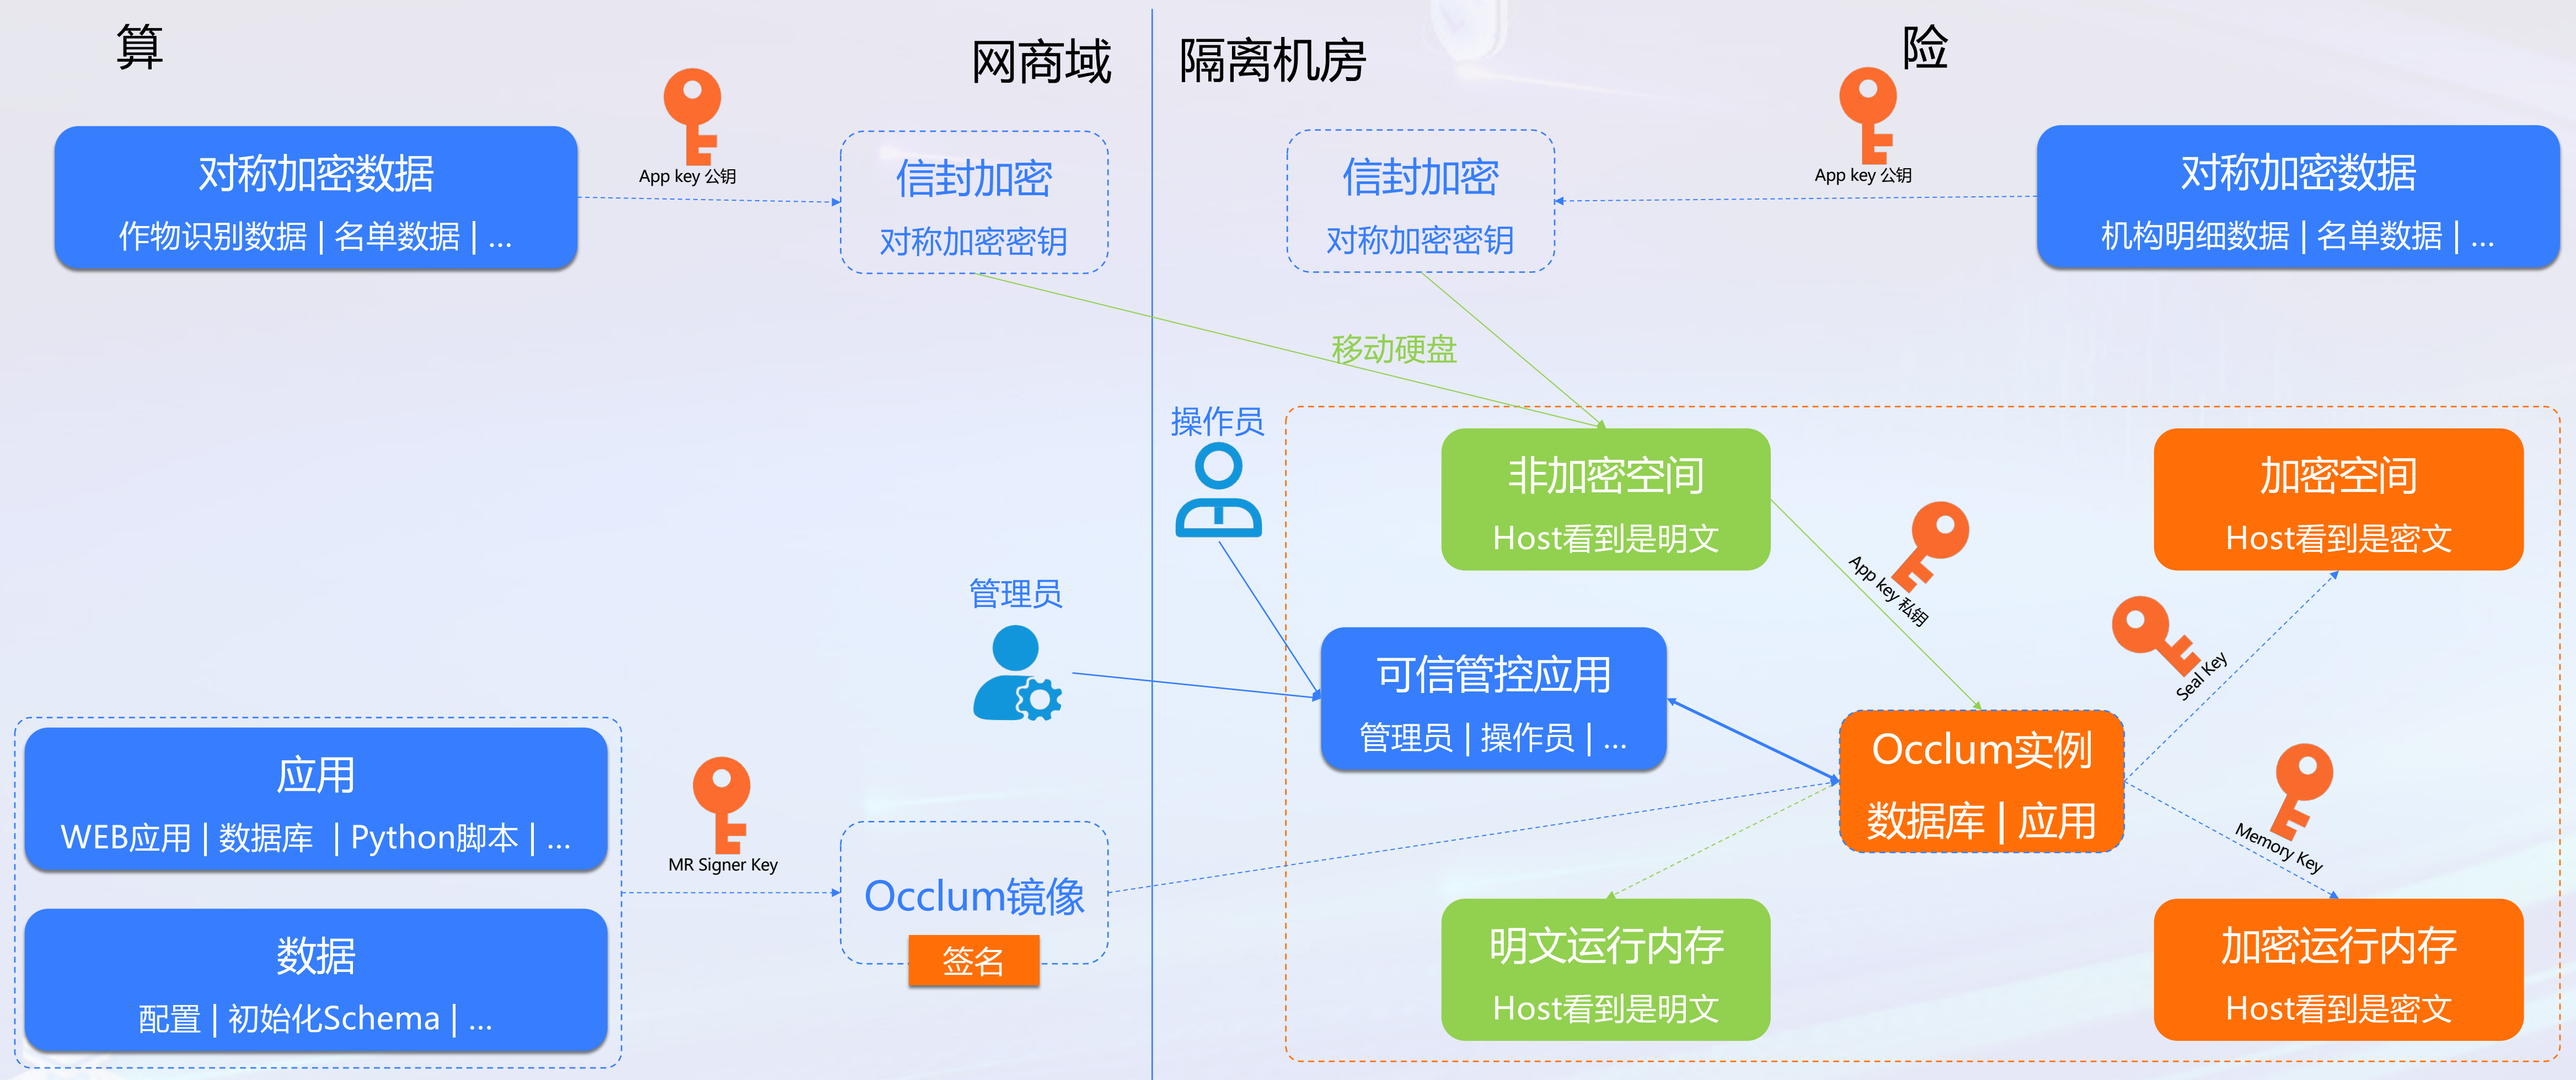 算
网商域
隔离机房
险
对称加密数据
作物识别数据 | 名单数据 | ...
App key 公钥
信封加密
对称加密密钥
信封加密
对称加密密钥
App key 公钥
对称加密数据
机构明细数据 | 名单数据 | ...
移动硬盘
操作员
非加密空间
Host看到是明文
加密空间
Host看到是密文
App key 私钥
管理员
可信管控应用
管理员 | 操作员 | ...
Seal Key
Occlum实例
数据库 | 应用
应用
WEB应用 | 数据库 | Python脚本 | ...
MR Signer Key
Memory Key
Occlum镜像
签名
数据
配置 | 初始化Schema | ...
明文运行内存
Host看到是明文
加密运行内存
Host看到是密文